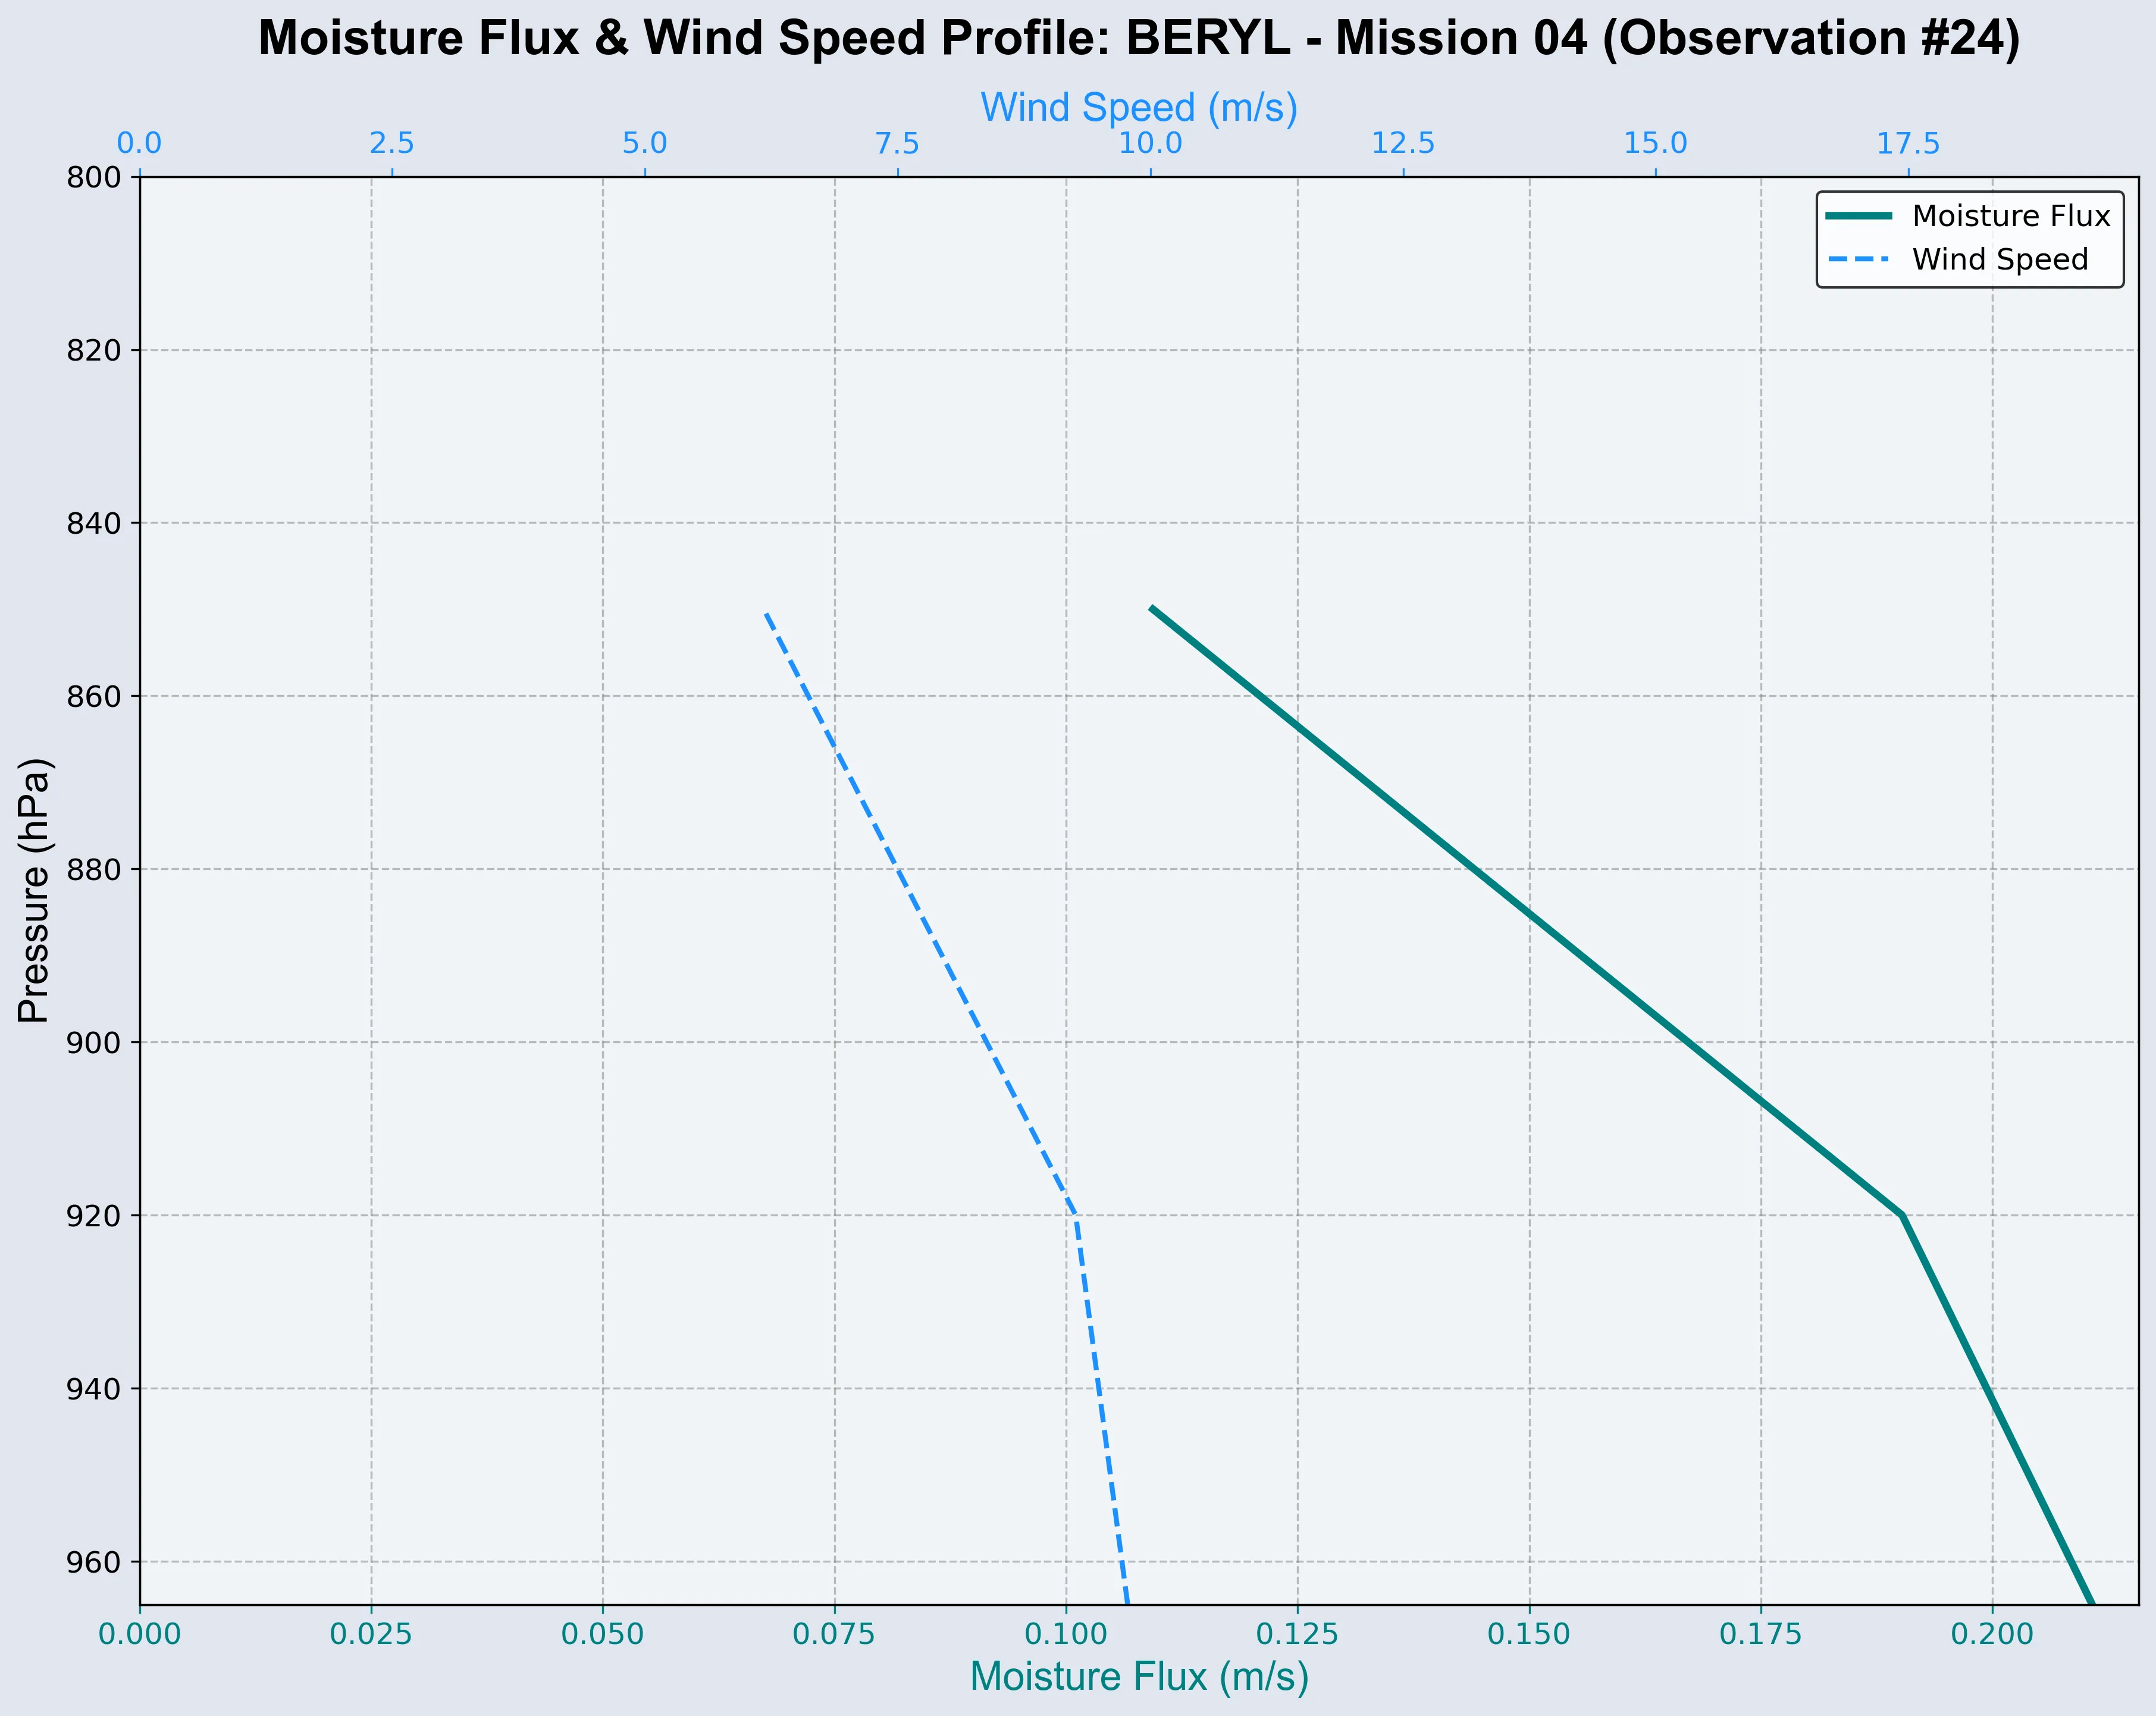 Moisture Flux & Wind Speed Profile: BERYL - Mission 04 (Observation #24)
Wind Speed (m/s)
0.0 2.5 5.0 7.5 10.0 12.5 15.0 17.5
Moisture Flux
Wind Speed
Pressure (hPa)
800
820
840
860
880
900
920
940
960
0.000 0.025 0.050 0.075 0.100 0.125 0.150 0.175 0.200
Moisture Flux (m/s)